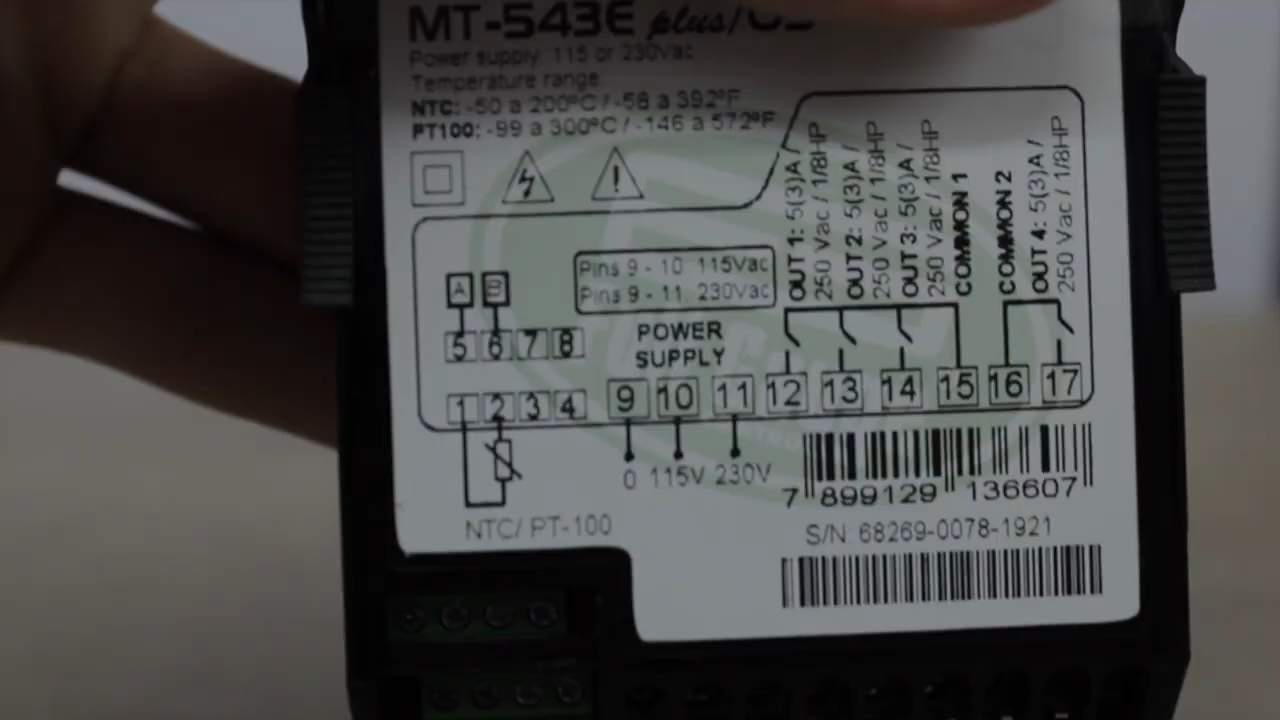 MT-543E plus/
Power supply: 115 or 230Vac
Temperature range:
NTC: -50 a 200ºC / -58 a 392ºF
PT100: -99 a 300ºC / -146 a 572ºF
OUT 1: 5(3)A /
250 Vac / 1/8HP
OUT 2: 5(3)A /
250 Vac / 1/8HP
OUT 3: 5(3)A /
250 Vac / 1/8HP
COMMON 1
COMMON 2
OUT 4: 5(3)A /
250 Vac / 1/8HP
Pins 9 - 10: 115Vac
Pins 9 - 11: 230Vac
A B
5 6 7 8
POWER
SUPPLY
1 2 3 4 9 10 11 12 13 14 15 16 17
0 115V 230V
NTC/ PT-100
7 899129 136607
S/N: 68269-0078-1921